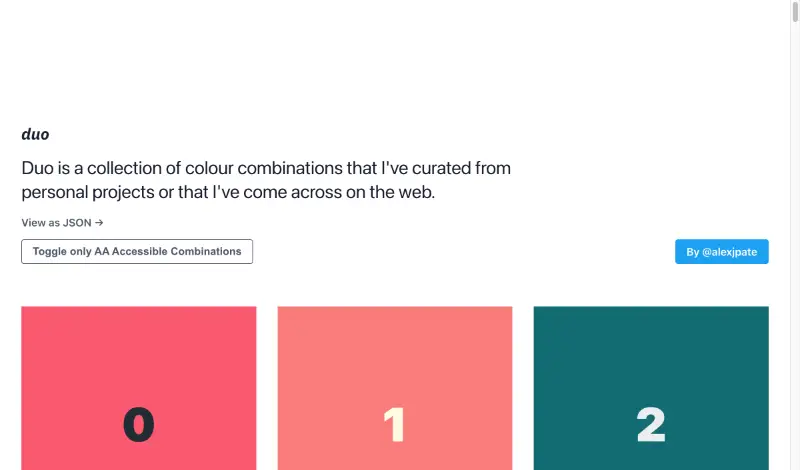 duo
Duo is a collection of colour combinations that I've curated from
personal projects or that I've come across on the web.
View as JSON →
Toggle only AA Accessible Combinations
By @alexjpate
0
1
2